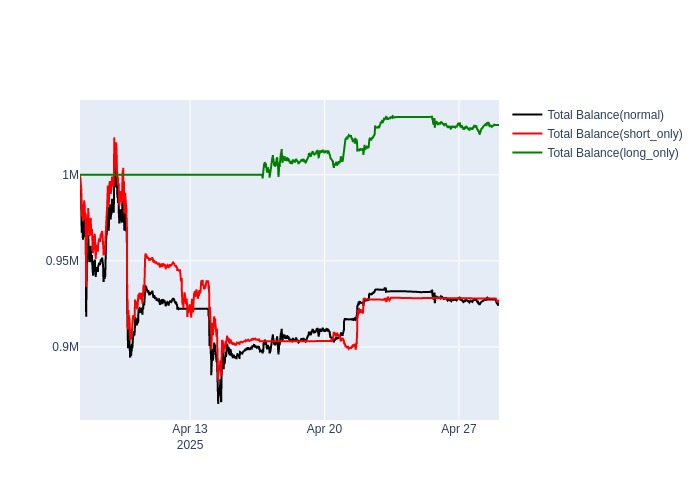 Total Balance(normal)
Total Balance(short_only)
Total Balance(long_only)
1M
0.95M
0.9M
Apr 13
2025
Apr 20
Apr 27